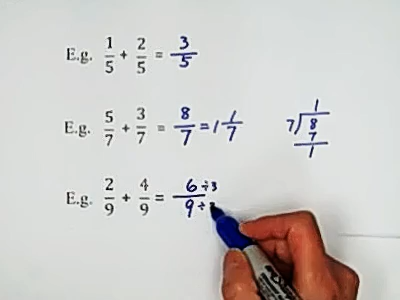 E.g. 1/5 + 2/5 = 3/5
E.g. 5/7 + 3/7 = 8/7 = 1 1/7
1
7 8
7
1
E.g. 2/9 + 4/9 = 6 ÷3 / 9 ÷